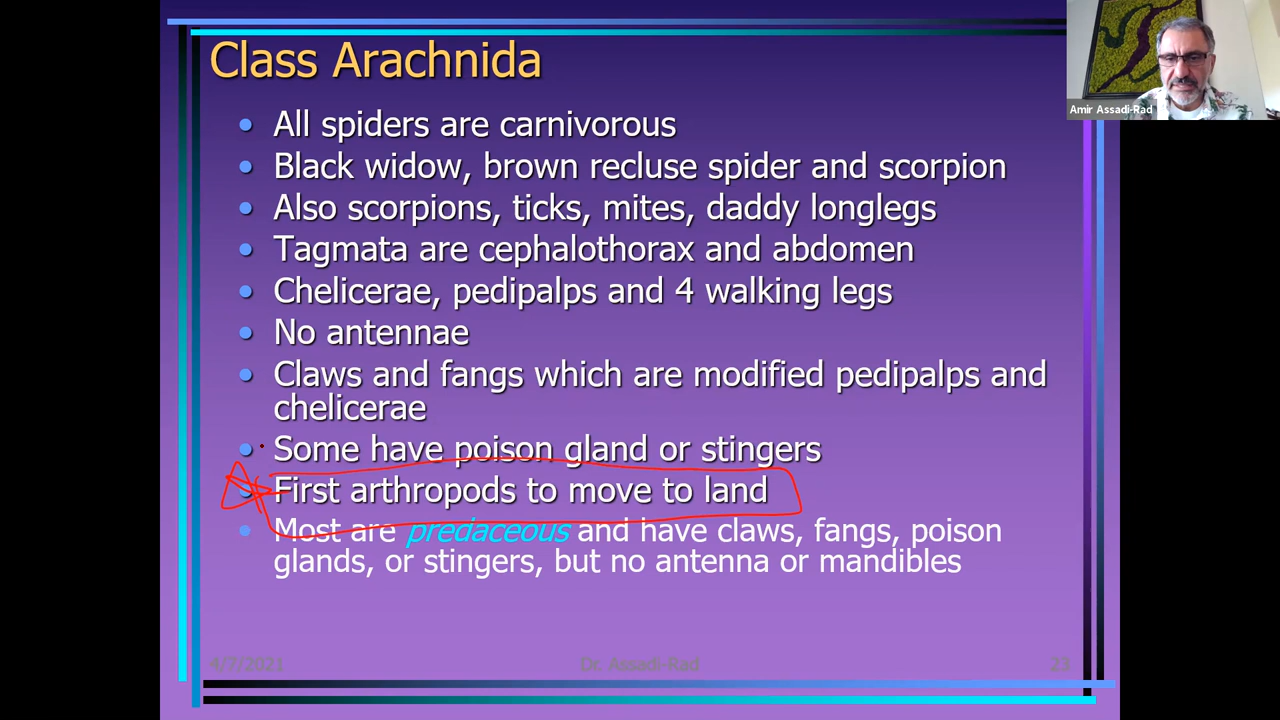 Class Arachnida
Amir Assadi-Rad
• All spiders are carnivorous
• Black widow, brown recluse spider and scorpion
• Also scorpions, ticks, mites, daddy longlegs
• Tagmata are cephalothorax and abdomen
• Chelicerae, pedipalps and 4 walking legs
• No antennae
• Claws and fangs which are modified pedipalps and
chelicerae
• Some have poison gland or stingers
• First arthropods to move to land
• Most are predaceous and have claws, fangs, poison
glands, or stingers, but no antenna or mandibles
4/7/2021 Dr. Assadi-Rad 23